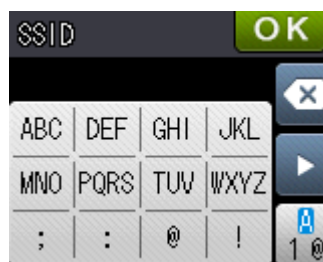 SSID OK
ABC DEF GHI JKL
MNO PQRS TUV WXYZ
; : @ !
A
1 @